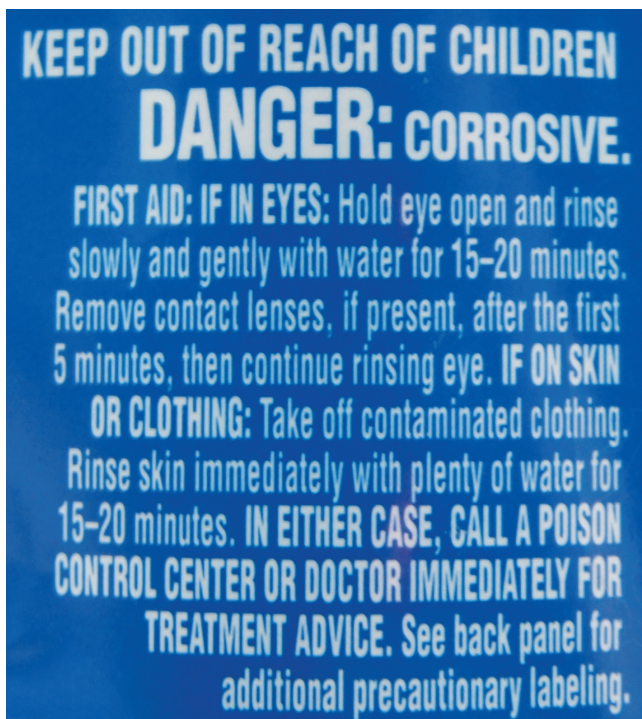 KEEP OUT OF REACH OF CHILDREN
DANGER: CORROSIVE.
FIRST AID: IF IN EYES: Hold eye open and rinse
slowly and gently with water for 15–20 minutes.
Remove contact lenses, if present, after the first
5 minutes, then continue rinsing eye. IF ON SKIN
OR CLOTHING: Take off contaminated clothing.
Rinse skin immediately with plenty of water for
15–20 minutes. IN EITHER CASE, CALL A POISON
CONTROL CENTER OR DOCTOR IMMEDIATELY FOR
TREATMENT ADVICE. See back panel for
additional precautionary labeling.